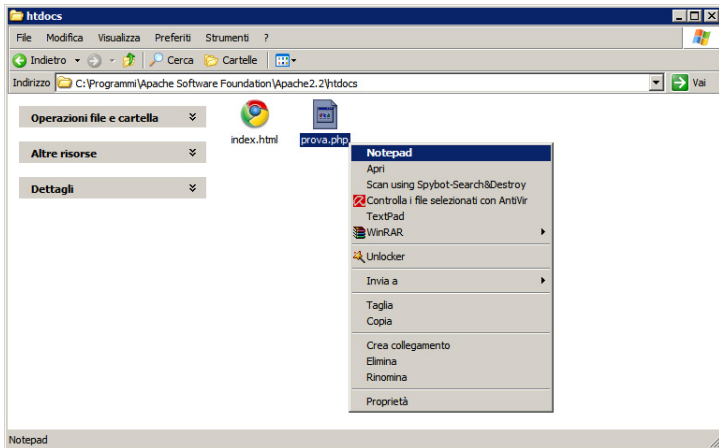 htdocs
File Modifica Visualizza Preferiti Strumenti ?
Indietro Cerca Cartelle
Indirizzo C:\Programmi\Apache Software Foundation\Apache2.2\htdocs Vai
Operazioni file e cartella
Altre risorse
Dettagli
index.html
prova.php
Notepad
Apri
Scan using Spybot-Search&Destroy
Controlla i file selezionati con AntiVir
TextPad
WinRAR
Unlocker
Invia a
Taglia
Copia
Crea collegamento
Elimina
Rinomina
Proprietà
Notepad